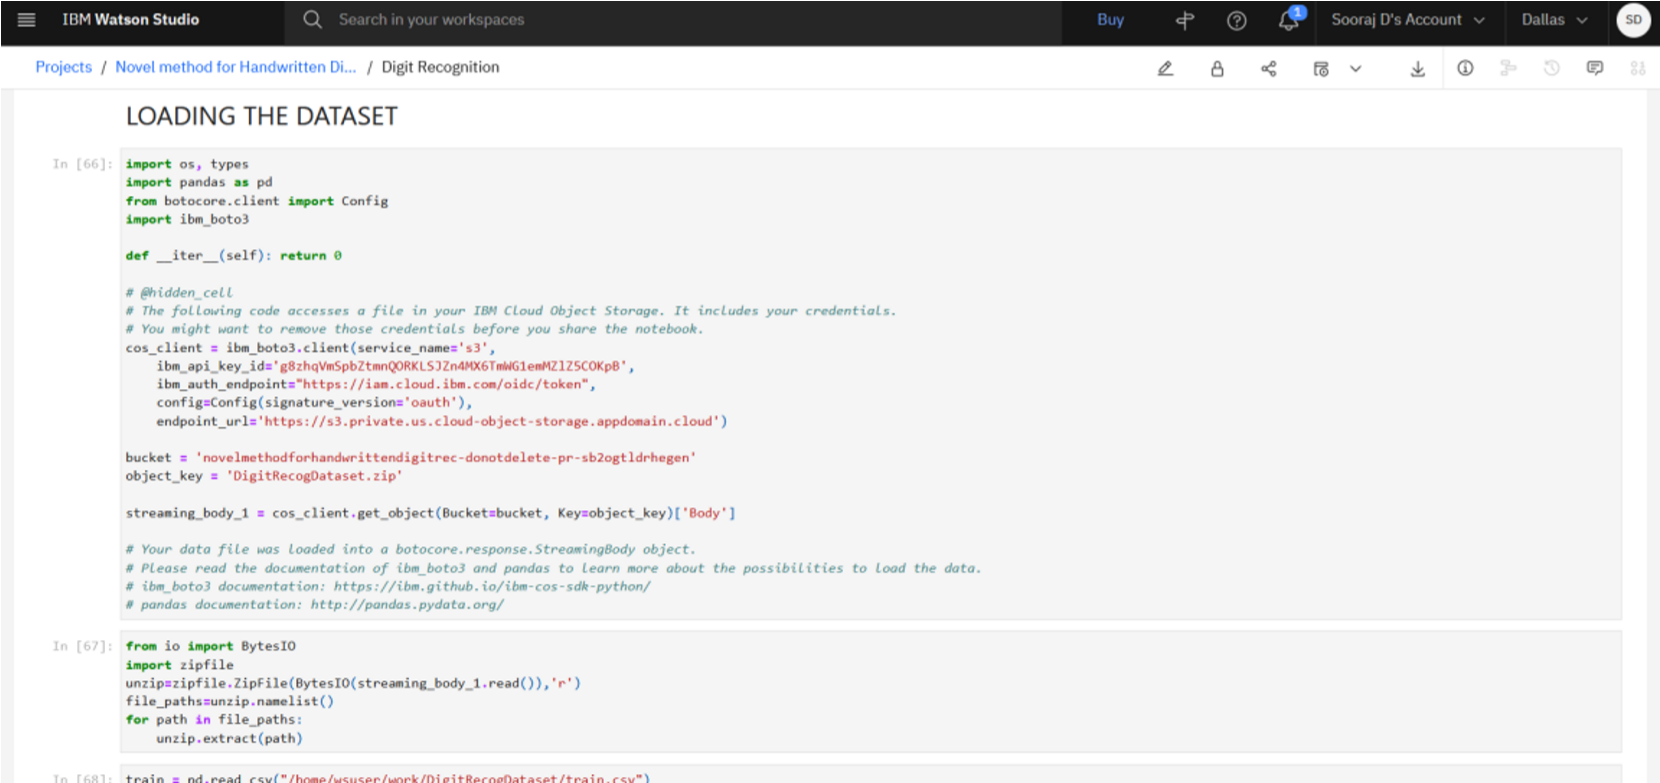 IBM Watson Studio
Search in your workspaces
Buy
1
Sooraj D's Account
Dallas
SD
Projects / Novel method for Handwritten Di... / Digit Recognition
LOADING THE DATASET
In [66]:
import os, types
import pandas as pd
from botocore.client import Config
import ibm_boto3
def __iter__(self): return 0
# @hidden_cell
# The following code accesses a file in your IBM Cloud Object Storage. It includes your credentials.
# You might want to remove those credentials before you share the notebook.
cos_client = ibm_boto3.client(service_name='s3',
ibm_api_key_id='',
ibm_auth_endpoint="https://iam.cloud.ibm.com/oidc/token",
config=Config(signature_version='oauth'),
endpoint_url='https://s3.private.us.cloud-object-storage.appdomain.cloud')
bucket = 'novelmethodforhandwrittendigitrec-donotdelete-pr-sb2ogtldrhegen'
object_key = 'DigitRecogDataset.zip'
streaming_body_1 = cos_client.get_object(Bucket=bucket, Key=object_key)['Body']
# Your data file was loaded into a botocore.response.StreamingBody object.
# Please read the documentation of ibm_boto3 and pandas to learn more about the possibilities to load the data.
# ibm_boto3 documentation: https://ibm.github.io/ibm-cos-sdk-python/
# pandas documentation: http://pandas.pydata.org/
In [67]:
from io import BytesIO
import zipfile
unzip=zipfile.ZipFile(BytesIO(streaming_body_1.read()),'r')
file_paths=unzip.namelist()
for path in file_paths:
unzip.extract(path)
In [68]:
train = pd.read_csv("/home/wsuser/work/DigitRecogDataset/train.csv")